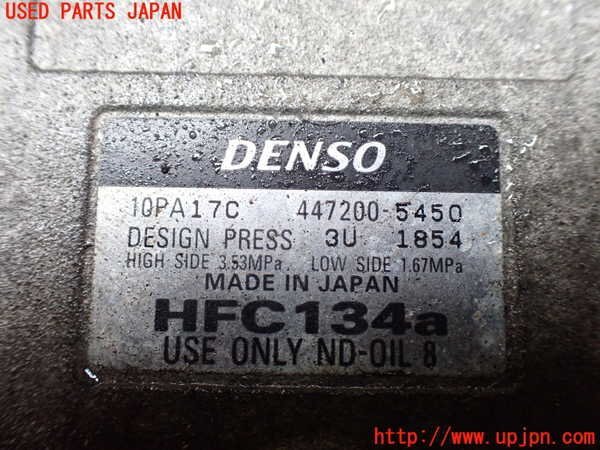 USED PARTS JAPAN
DENSO
10PA17C 447200-5450
DESIGN PRESS 3U 1854
HIGH SIDE 3.53MPa. LOW SIDE 1.67MPa
MADE IN JAPAN
HFC134a
USE ONLY ND-OIL 8
http://www.upjpn.com/